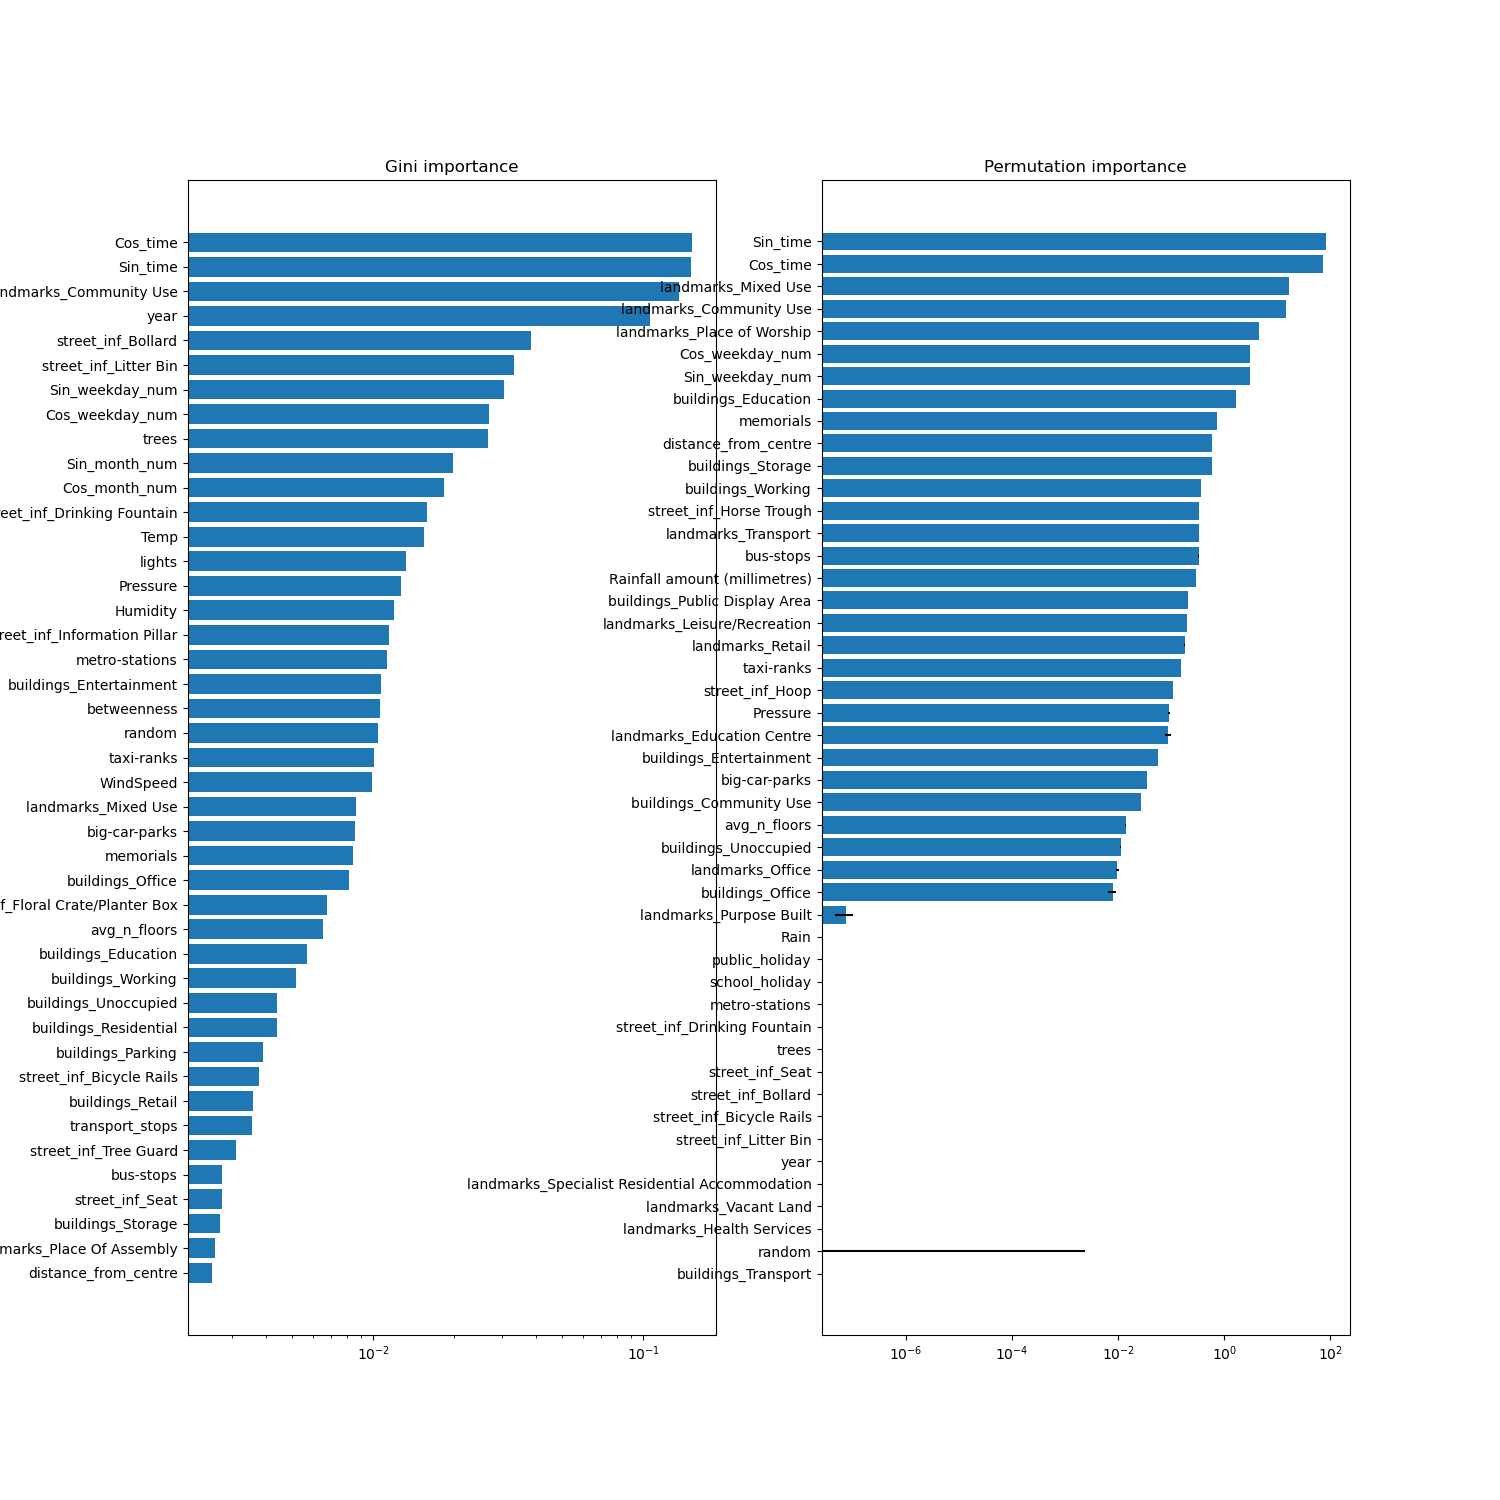 Gini importance
Cos_time
Sin_time
ndmarks_Community Use
year
street_inf_Bollard
street_inf_Litter Bin
Sin_weekday_num
Cos_weekday_num
trees
Sin_month_num
Cos_month_num
eet_inf_Drinking Fountain
Temp
lights
Pressure
Humidity
reet_inf_Information Pillar
metro-stations
buildings_Entertainment
betweenness
random
taxi-ranks
WindSpeed
landmarks_Mixed Use
big-car-parks
memorials
buildings_Office
f_Floral Crate/Planter Box
avg_n_floors
buildings_Education
buildings_Working
buildings_Unoccupied
buildings_Residential
buildings_Parking
street_inf_Bicycle Rails
buildings_Retail
transport_stops
street_inf_Tree Guard
bus-stops
street_inf_Seat
buildings_Storage
marks_Place Of Assembly
distance_from_centre
10⁻² 10⁻¹
Permutation importance
Sin_time
Cos_time
landmarks_Mixed Use
landmarks_Community Use
landmarks_Place of Worship
Cos_weekday_num
Sin_weekday_num
buildings_Education
memorials
distance_from_centre
buildings_Storage
buildings_Working
street_inf_Horse Trough
landmarks_Transport
bus-stops
Rainfall amount (millimetres)
buildings_Public Display Area
landmarks_Leisure/Recreation
landmarks_Retail
taxi-ranks
street_inf_Hoop
Pressure
landmarks_Education Centre
buildings_Entertainment
big-car-parks
buildings_Community Use
avg_n_floors
buildings_Unoccupied
landmarks_Office
buildings_Office
landmarks_Purpose Built
Rain
public_holiday
school_holiday
metro-stations
street_inf_Drinking Fountain
trees
street_inf_Seat
street_inf_Bollard
street_inf_Bicycle Rails
street_inf_Litter Bin
year
landmarks_Specialist Residential Accommodation
landmarks_Vacant Land
landmarks_Health Services
random
buildings_Transport
10⁻⁶ 10⁻⁴ 10⁻² 10⁰ 10²